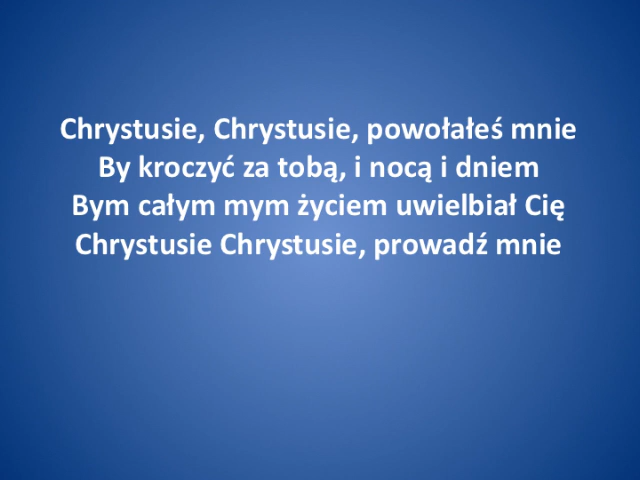 Chrystusie, Chrystusie, powołałeś mnie
By kroczyć za tobą, i nocą i dniem
Bym całym mym życiem uwielbiał Cię
Chrystusie Chrystusie, prowadź mnie